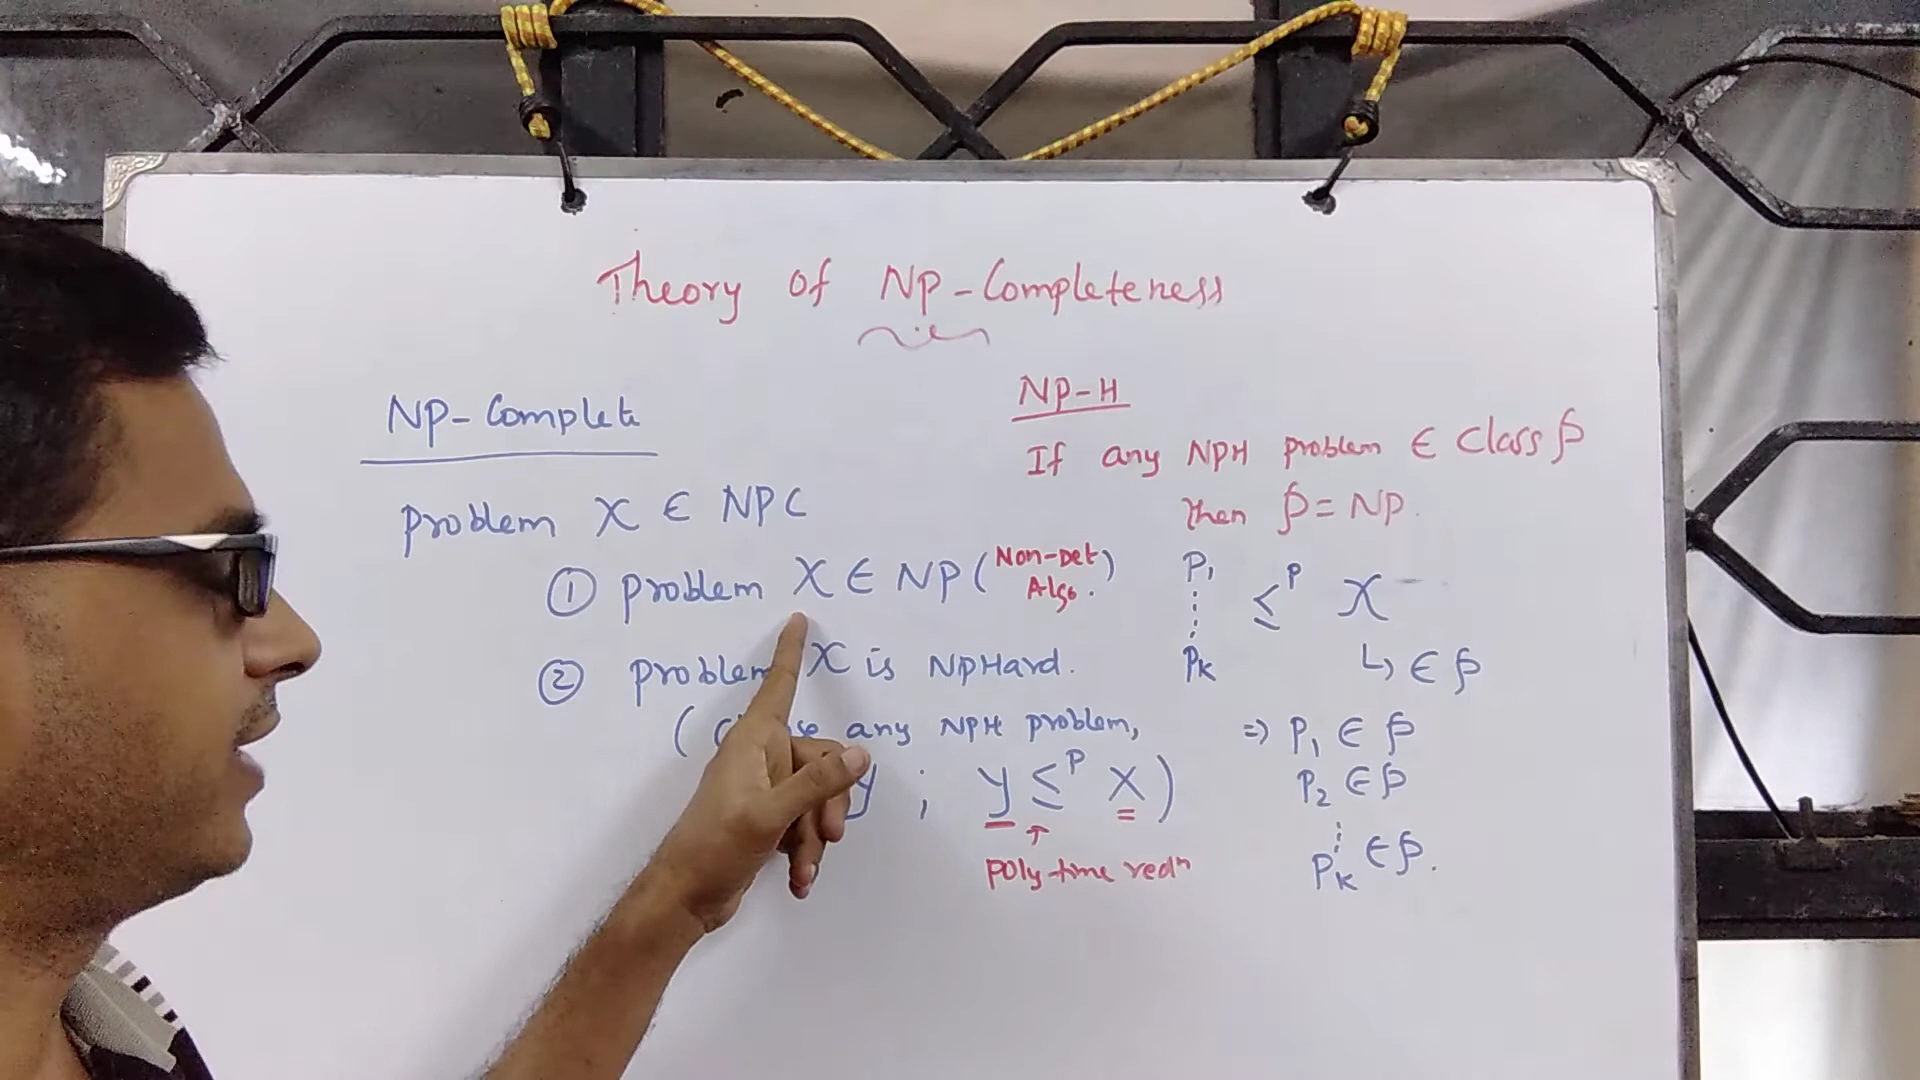 Theory of NP-Completeness
NP-Complete
problem X ∈ NPC
① problem X ∈ NP (Non-Det Algo.)
② problem X is NPHard.
( any NPH problem,
y ; y ≤ᴾ X )
↑
Poly-time redⁿ
NP-H
If any NPH problem ∈ Class P
then P = NP.
P₁
⋮ ≤ᴾ X
Pₖ ↳ ∈ P
⇒ P₁ ∈ P
P₂ ∈ P
⋮
Pₖ ∈ P.